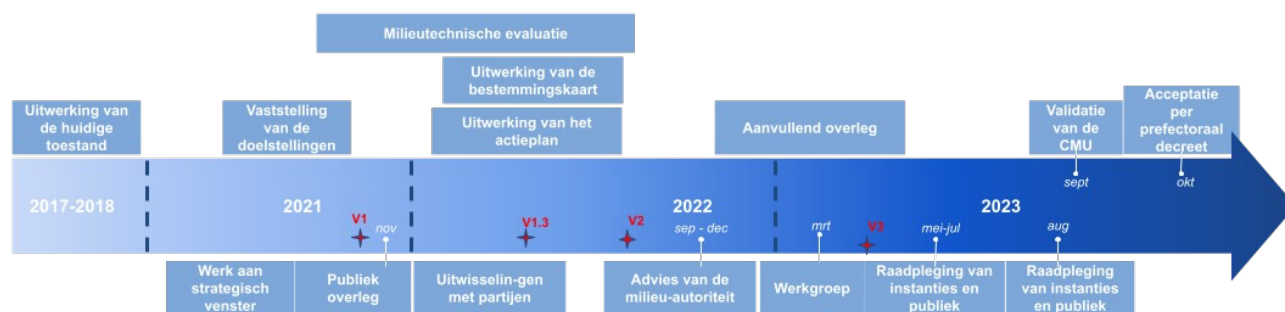 Milieutechnische evaluatie
Uitwerking van de
bestemmingskaart
Uitwerking van
de huidige
toestand
Vaststelling
van de
doelstellingen
Uitwerking van het
actieplan
Aanvullend overleg
Validatie
van de
CMU
Acceptatie
per
prefectoraal
decreet
sept
okt
2017-2018
2021
2022
2023
V1
nov
V1.3
V2
sep - dec
mrt
V3
mei-jul
aug
Werk aan
strategisch
venster
Publiek
overleg
Uitwisselin-gen
met partijen
Advies van de
milieu-autoriteit
Werkgroep
Raadpleging van
instanties en
publiek
Raadpleging
van instanties
en publiek